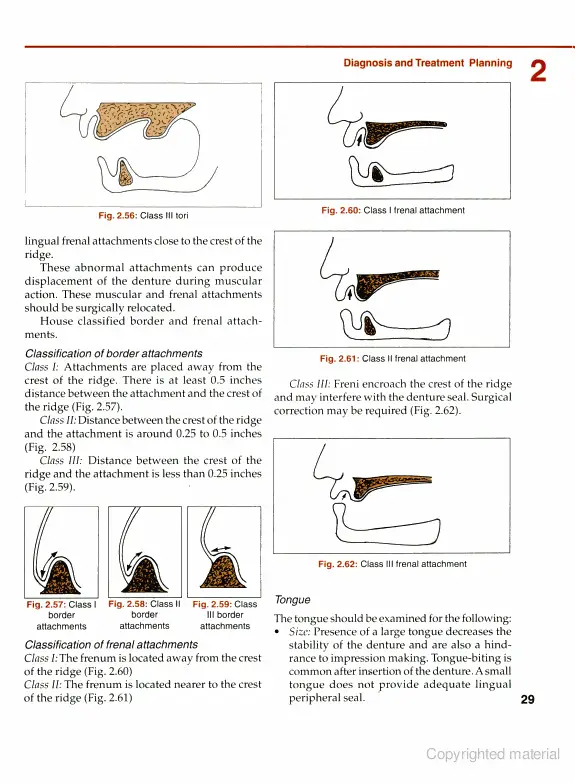 Diagnosis and Treatment Planning
2
Fig. 2.56: Class III tori
lingual frenal attachments close to the crest of the
ridge.
These abnormal attachments can produce
displacement of the denture during muscular
action. These muscular and frenal attachments
should be surgically relocated.
House classified border and frenal attach-
ments.
Classification of border attachments
Class I: Attachments are placed away from the
crest of the ridge. There is at least 0.5 inches
distance between the attachment and the crest of
the ridge (Fig. 2.57).
Class II: Distance between the crest of the ridge
and the attachment is around 0.25 to 0.5 inches
(Fig. 2.58)
Class III: Distance between the crest of the
ridge and the attachment is less than 0.25 inches
(Fig. 2.59).
Fig. 2.57: Class I
border
attachments
Fig. 2.58: Class II
border
attachments
Fig. 2.59: Class
III border
attachments
Classification of frenal attachments
Class I: The frenum is located away from the crest
of the ridge (Fig. 2.60)
Class II: The frenum is located nearer to the crest
of the ridge (Fig. 2.61)
Fig. 2.60: Class I frenal attachment
Fig. 2.61: Class II frenal attachment
Class III: Freni encroach the crest of the ridge
and may interfere with the denture seal. Surgical
correction may be required (Fig. 2.62).
Fig. 2.62: Class III frenal attachment
Tongue
The tongue should be examined for the following:
• Size: Presence of a large tongue decreases the
stability of the denture and are also a hind-
rance to impression making. Tongue-biting is
common after insertion of the denture. A small
tongue does not provide adequate lingual
peripheral seal.
29
Copyrighted material